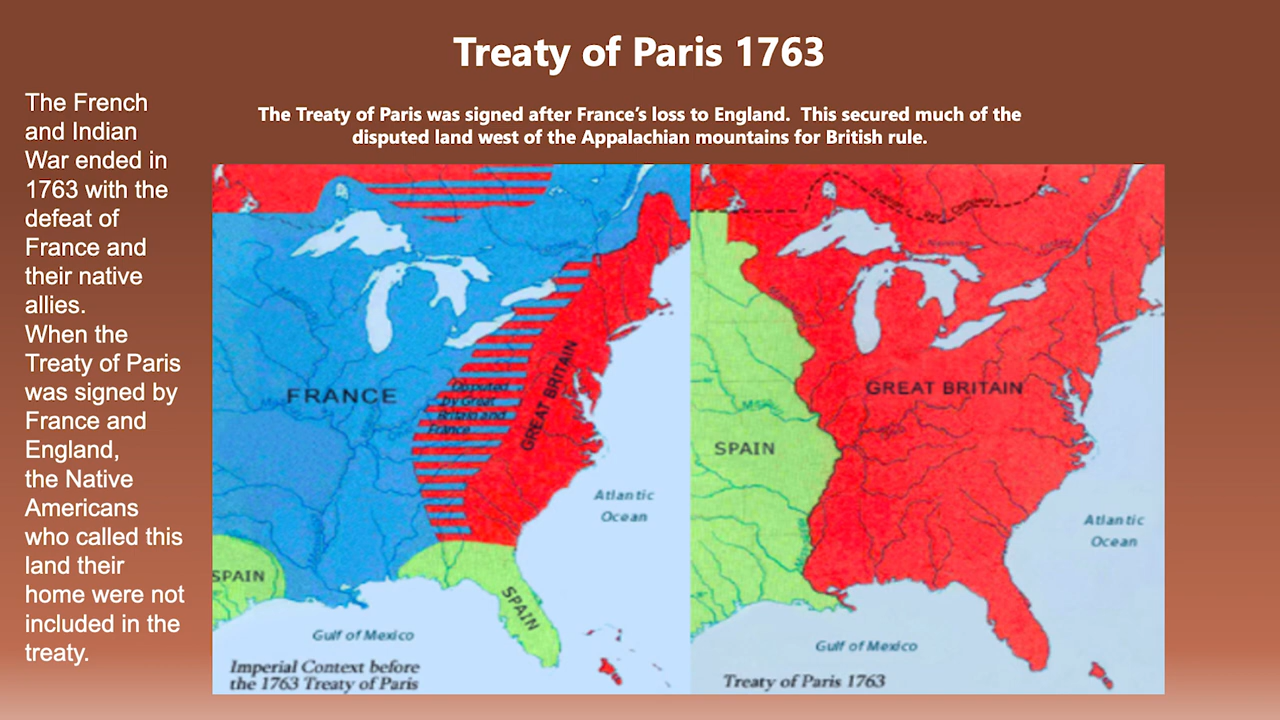 Treaty of Paris 1763
The Treaty of Paris was signed after France's loss to England.  This secured much of the
disputed land west of the Appalachian mountains for British rule.
The French
and Indian
War ended in
1763 with the
defeat of
France and
their native
allies.
When the
Treaty of Paris
was signed by
France and
England,
the Native
Americans
who called this
land their
home were not
included in the
treaty.
FRANCE
Disputed
by Great
Britain and
France
GREAT BRITAIN
SPAIN
SPAIN
Atlantic
Ocean
Gulf of Mexico
Imperial Context before
the 1763 Treaty of Paris
Hudson Bay Company
GREAT BRITAIN
SPAIN
Atlantic
Ocean
Gulf of Mexico
Treaty of Paris 1763